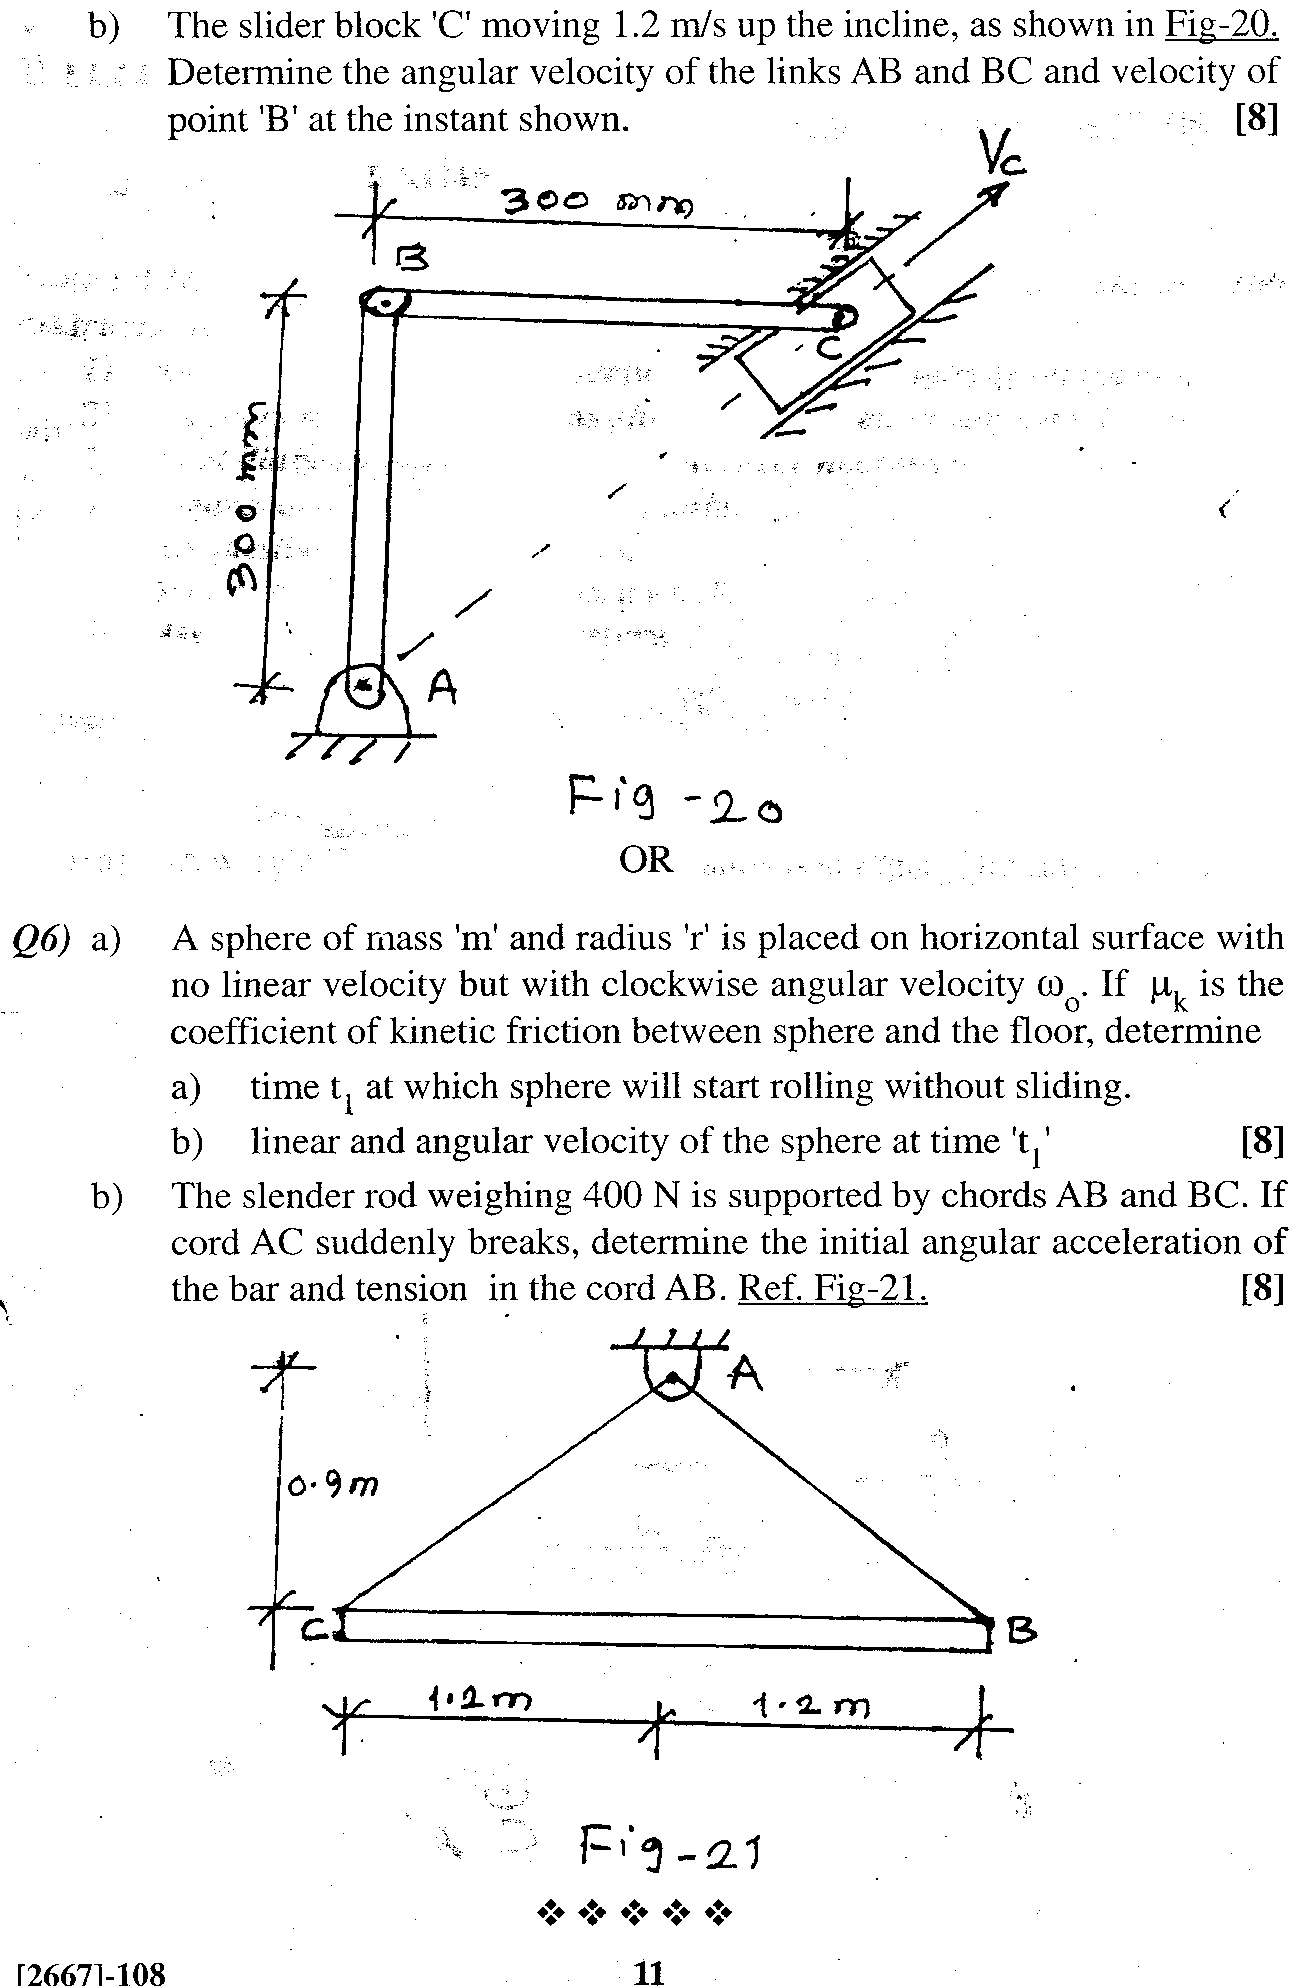 b) The slider block 'C' moving 1.2 m/s up the incline, as shown in Fig-20.
Determine the angular velocity of the links AB and BC and velocity of
point 'B' at the instant shown. [8]
Vc
300 mm
B
C
300 mm
A
Fig -20
OR
Q6) a) A sphere of mass 'm' and radius 'r' is placed on horizontal surface with
no linear velocity but with clockwise angular velocity ωo. If μk is the
coefficient of kinetic friction between sphere and the floor, determine
a) time t1 at which sphere will start rolling without sliding.
b) linear and angular velocity of the sphere at time 't1' [8]
b) The slender rod weighing 400 N is supported by chords AB and BC. If
cord AC suddenly breaks, determine the initial angular acceleration of
the bar and tension in the cord AB. Ref. Fig-21. [8]
A
0.9m
C
B
1.2m 1.2m
Fig-21
❖ ❖ ❖ ❖ ❖
[2667]-108 11